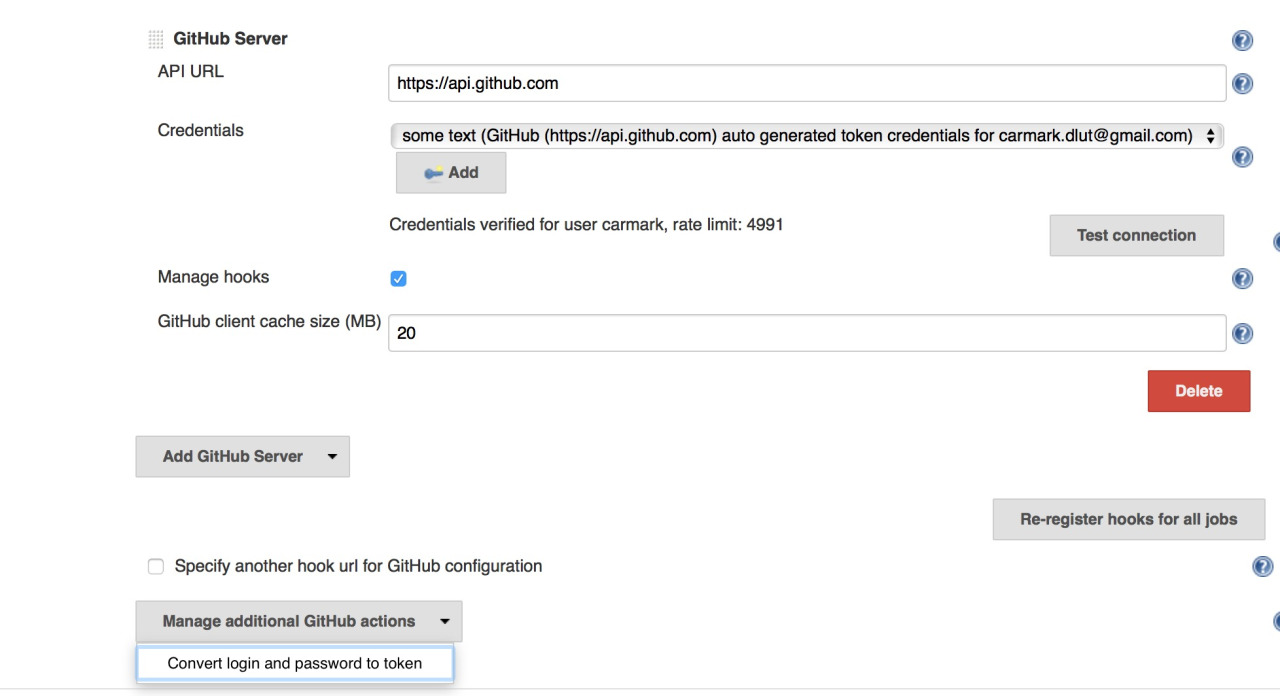 GitHub Server
API URL
https://api.github.com
Credentials
some text (GitHub (https://api.github.com) auto generated token credentials for carmark.dlut@gmail.com)
Add
Credentials verified for user carmark, rate limit: 4991
Test connection
Manage hooks
GitHub client cache size (MB)
20
Delete
Add GitHub Server
Re-register hooks for all jobs
Specify another hook url for GitHub configuration
Manage additional GitHub actions
Convert login and password to token